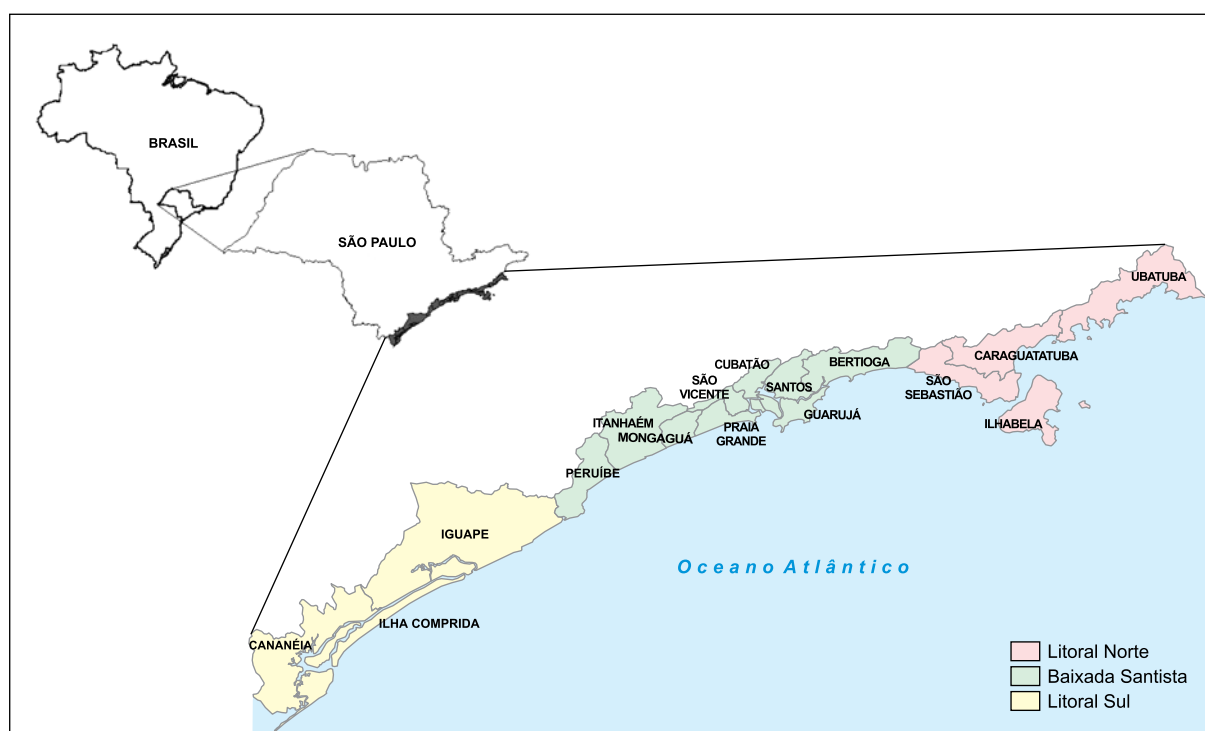 BRASIL
SÃO PAULO
UBATUBA
CARAGUATATUBA
SÃO
SEBASTIÃO
ILHABELA
BERTIOGA
CUBATÃO
SANTOS
GUARUJÁ
SÃO
VICENTE
PRAIA
GRANDE
ITANHAÉM
MONGAGUÁ
PERUÍBE
IGUAPE
ILHA COMPRIDA
CANANÉIA
Oceano Atlântico
Litoral Norte
Baixada Santista
Litoral Sul